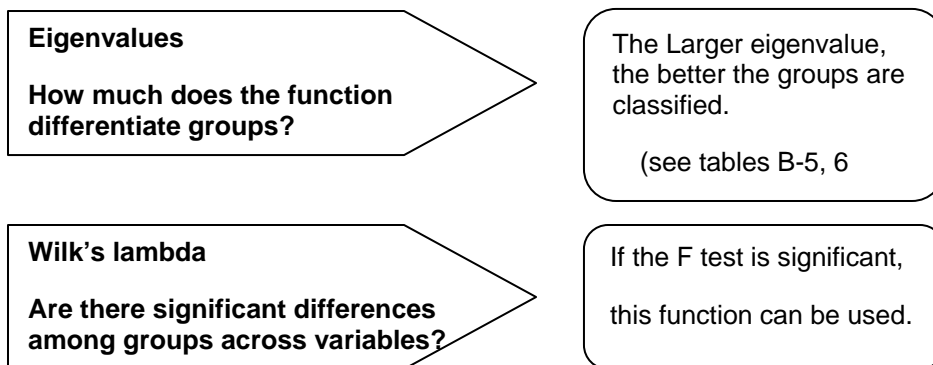 Eigenvalues
How much does the function
differentiate groups?
The Larger eigenvalue,
the better the groups are
classified.
(see tables B-5, 6
Wilk's lambda
Are there significant differences
among groups across variables?
If the F test is significant,
this function can be used.